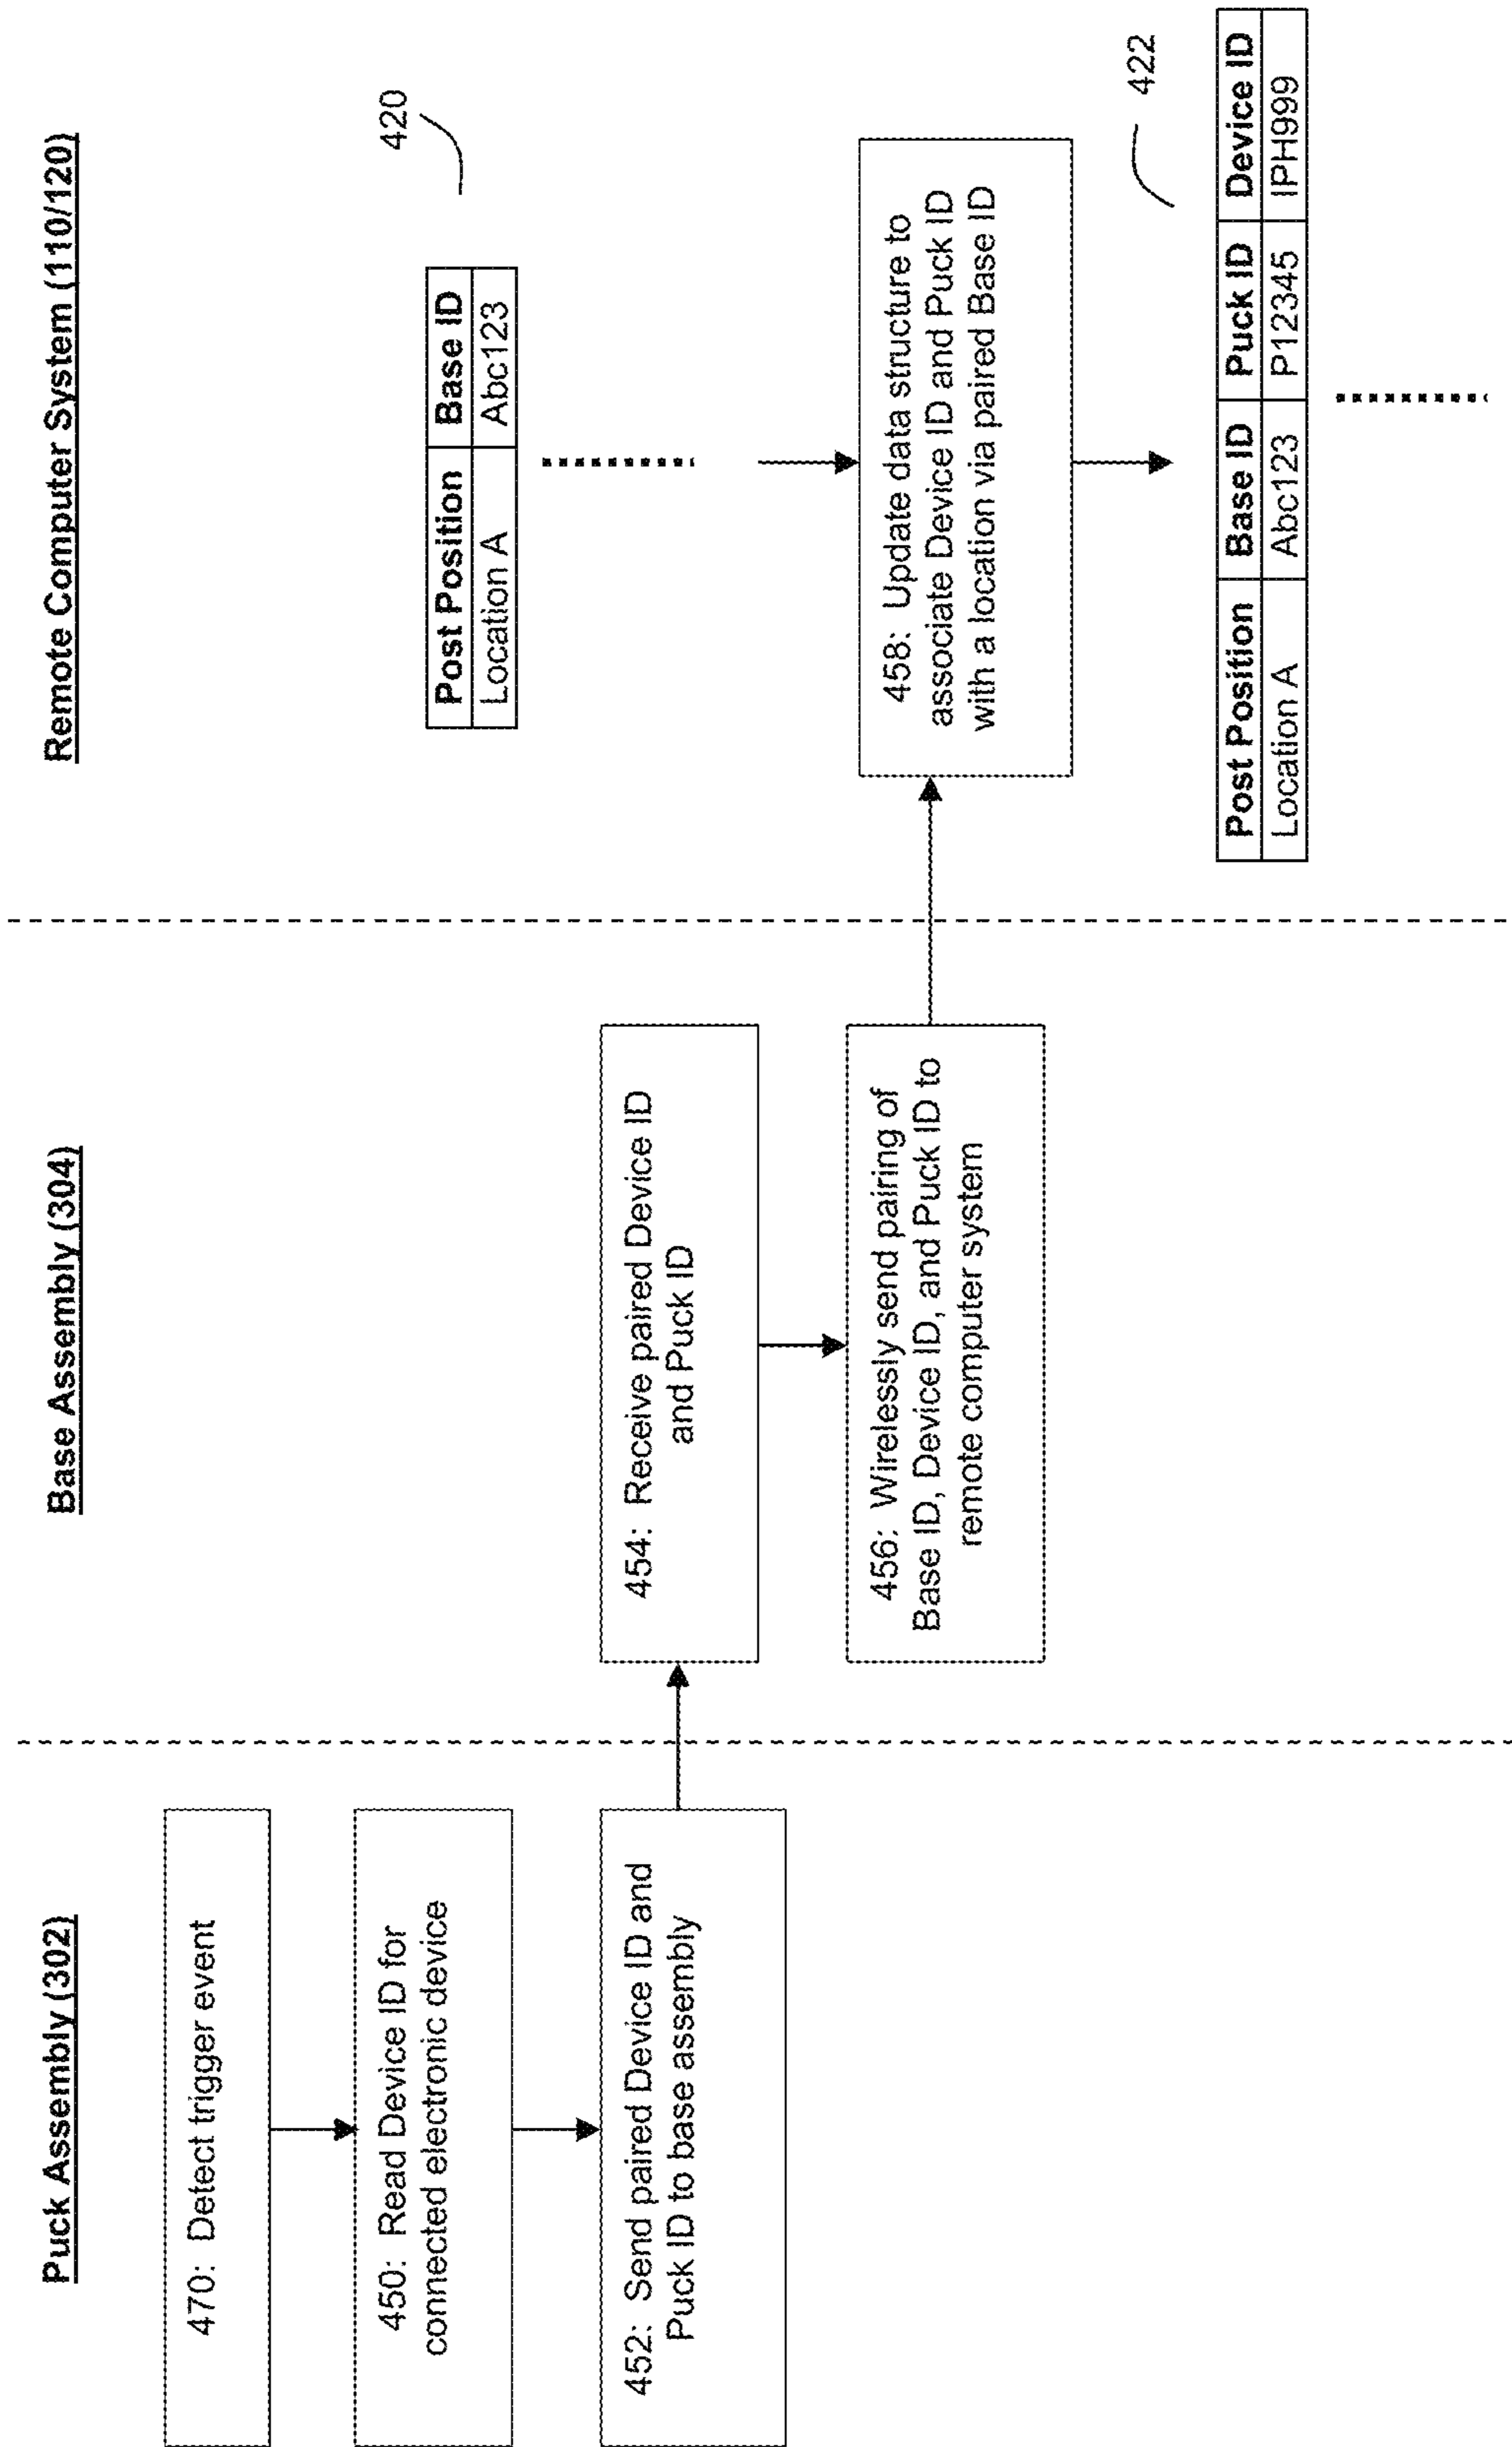 Puck Assembly (302)
470: Detect trigger event
450: Read Device ID for
connected electronic device
452: Send paired Device ID and
Puck ID to base assembly
Base Assembly (304)
454: Receive paired Device ID
and Puck ID
456: Wirelessly send pairing of
Base ID, Device ID, and Puck ID to
remote computer system
Remote Computer System (110/120)
420
Post Position Base ID
Location A Abc123
458: Update data structure to
associate Device ID and Puck ID
with a location via paired Base ID
422
Post Position Base ID Puck ID Device ID
Location A Abc123 P12345 IPH999